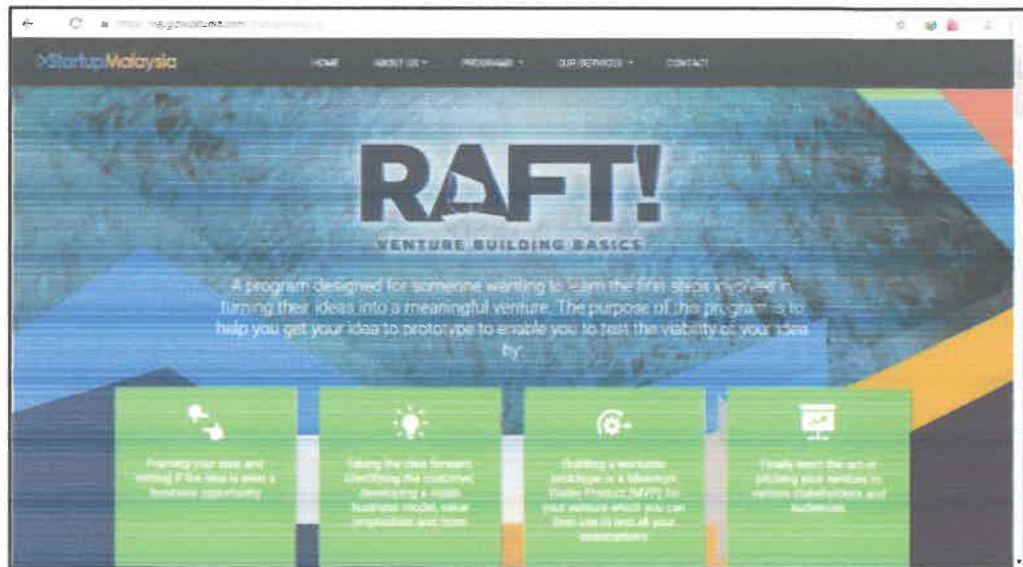 StartupMalaysia
HOME ABOUT US PROGRAMS OUR SERVICES CONTACT
RAFT!
VENTURE BUILDING BASICS
A program designed for someone wanting to learn the first steps involved in
turning their ideas into a meaningful venture. The purpose of this program is to
help you get your idea to prototype to enable you to test the viability of your idea
by:
Framing your idea and
testing if the idea is even a
business opportunity
Taking the idea forward
identifying the customer,
developing a viable
business model, value
proposition and more
Building a workable
prototype or a Minimum
Viable Product (MVP) for
your venture which you can
then use to test all your
assumptions
Finally learn the art of
pitching your venture to
various stakeholders and
audiences